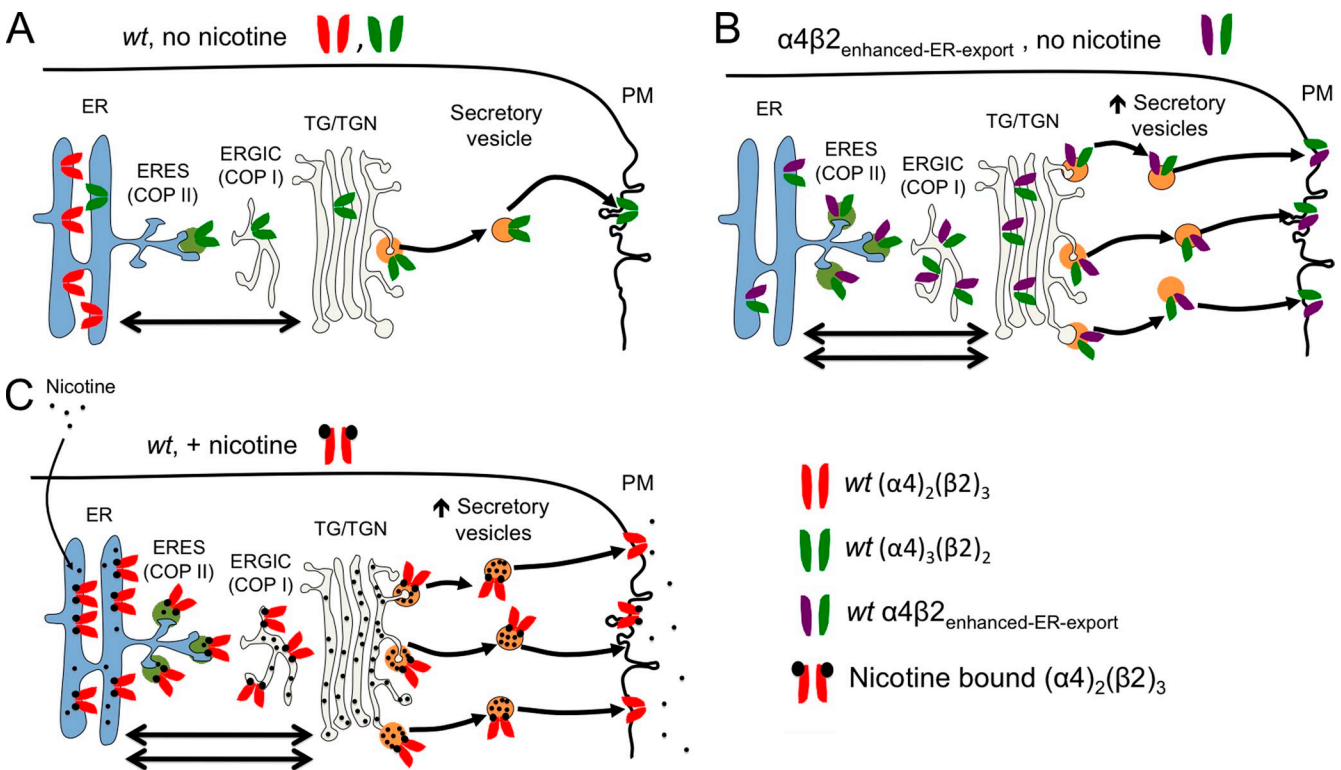 A
wt, no nicotine ,
ER
ERES
(COP II)
ERGIC
(COP I)
TG/TGN
Secretory
vesicle
PM
B
α4β2enhanced-ER-export , no nicotine
ER
ERES
(COP II)
ERGIC
(COP I)
TG/TGN
⬆ Secretory
vesicles
PM
C
Nicotine
wt, + nicotine
ER
ERES
(COP II)
ERGIC
(COP I)
TG/TGN
⬆ Secretory
vesicles
PM
wt (α4)₂(β2)₃
wt (α4)₃(β2)₂
wt α4β2enhanced-ER-export
Nicotine bound (α4)₂(β2)₃